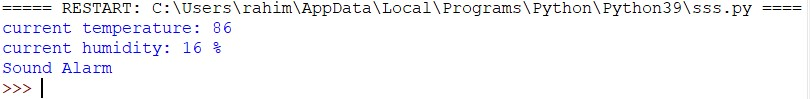 ===== RESTART: C:\Users\rahim\AppData\Local\Programs\Python\Python39\sss.py ====
current temperature: 86
current humidity: 16 %
Sound Alarm
>>>